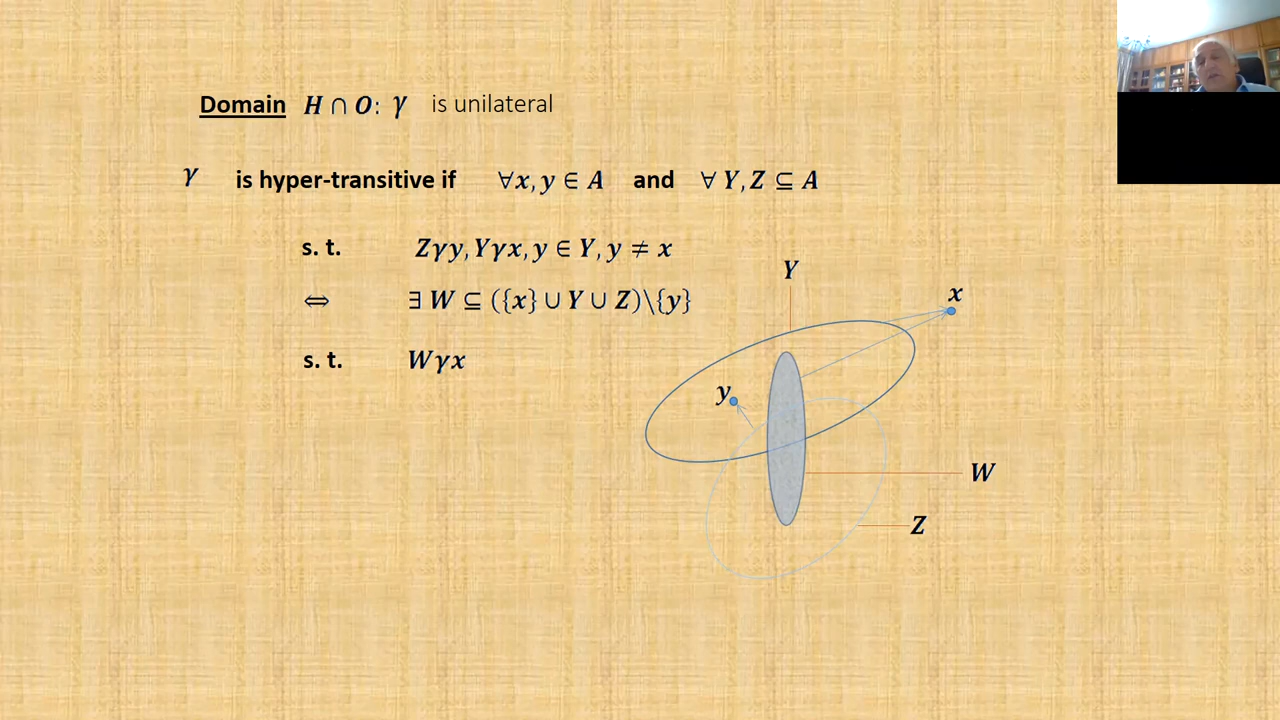 Domain H ∩ O: γ is unilateral
γ is hyper-transitive if ∀x, y ∈ A and ∀ Y, Z ⊆ A
s. t. Zγy, Yγx, y ∈ Y, y ≠ x
⇔ ∃ W ⊆ ({x} ∪ Y ∪ Z)\{y}
s. t. Wγx
Y
x
y
W
Z